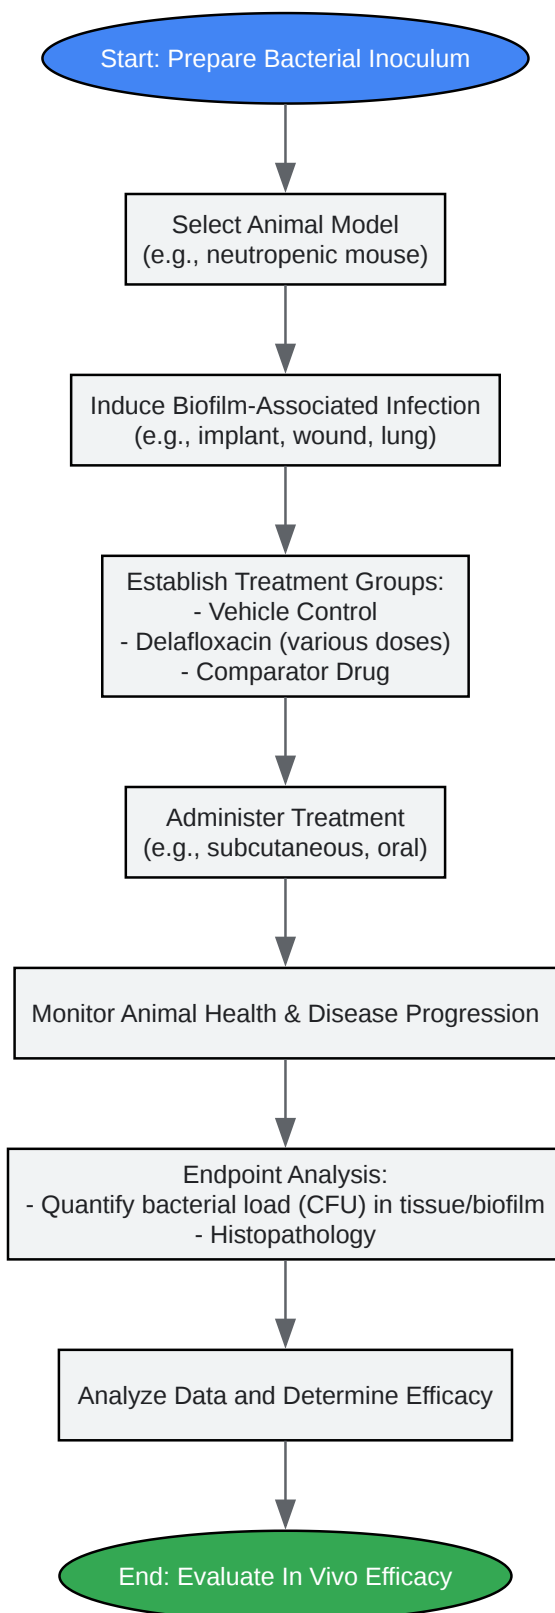 Start: Prepare Bacterial Inoculum
Select Animal Model
(e.g., neutropenic mouse)
Induce Biofilm-Associated Infection
(e.g., implant, wound, lung)
Establish Treatment Groups:
- Vehicle Control
- Delafloxacin (various doses)
- Comparator Drug
Administer Treatment
(e.g., subcutaneous, oral)
Monitor Animal Health & Disease Progression
Endpoint Analysis:
- Quantify bacterial load (CFU) in tissue/biofilm
- Histopathology
Analyze Data and Determine Efficacy
End: Evaluate In Vivo Efficacy